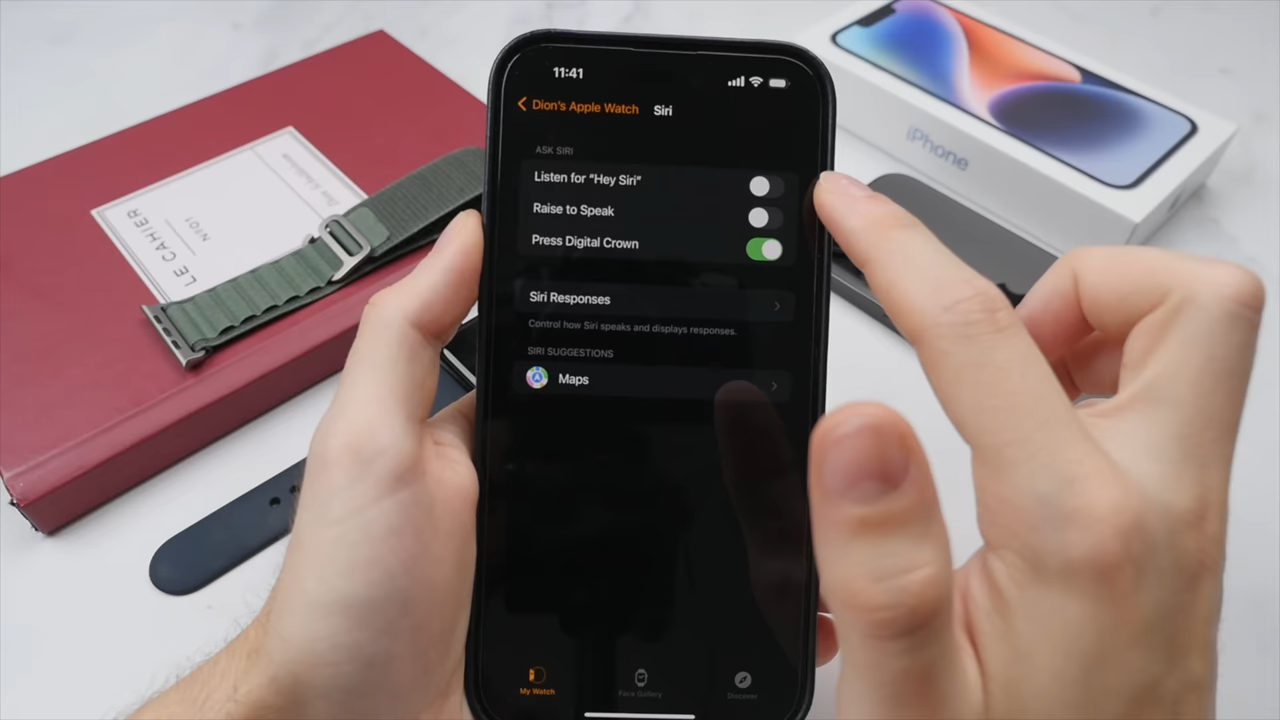 11:41
Dion's Apple Watch Siri
ASK SIRI
Listen for "Hey Siri"
Raise to Speak
Press Digital Crown
Siri Responses
Control how Siri speaks and displays responses.
SIRI SUGGESTIONS
Maps
My Watch Face Gallery Discover
LE CAHIER
Nº01
iPhone